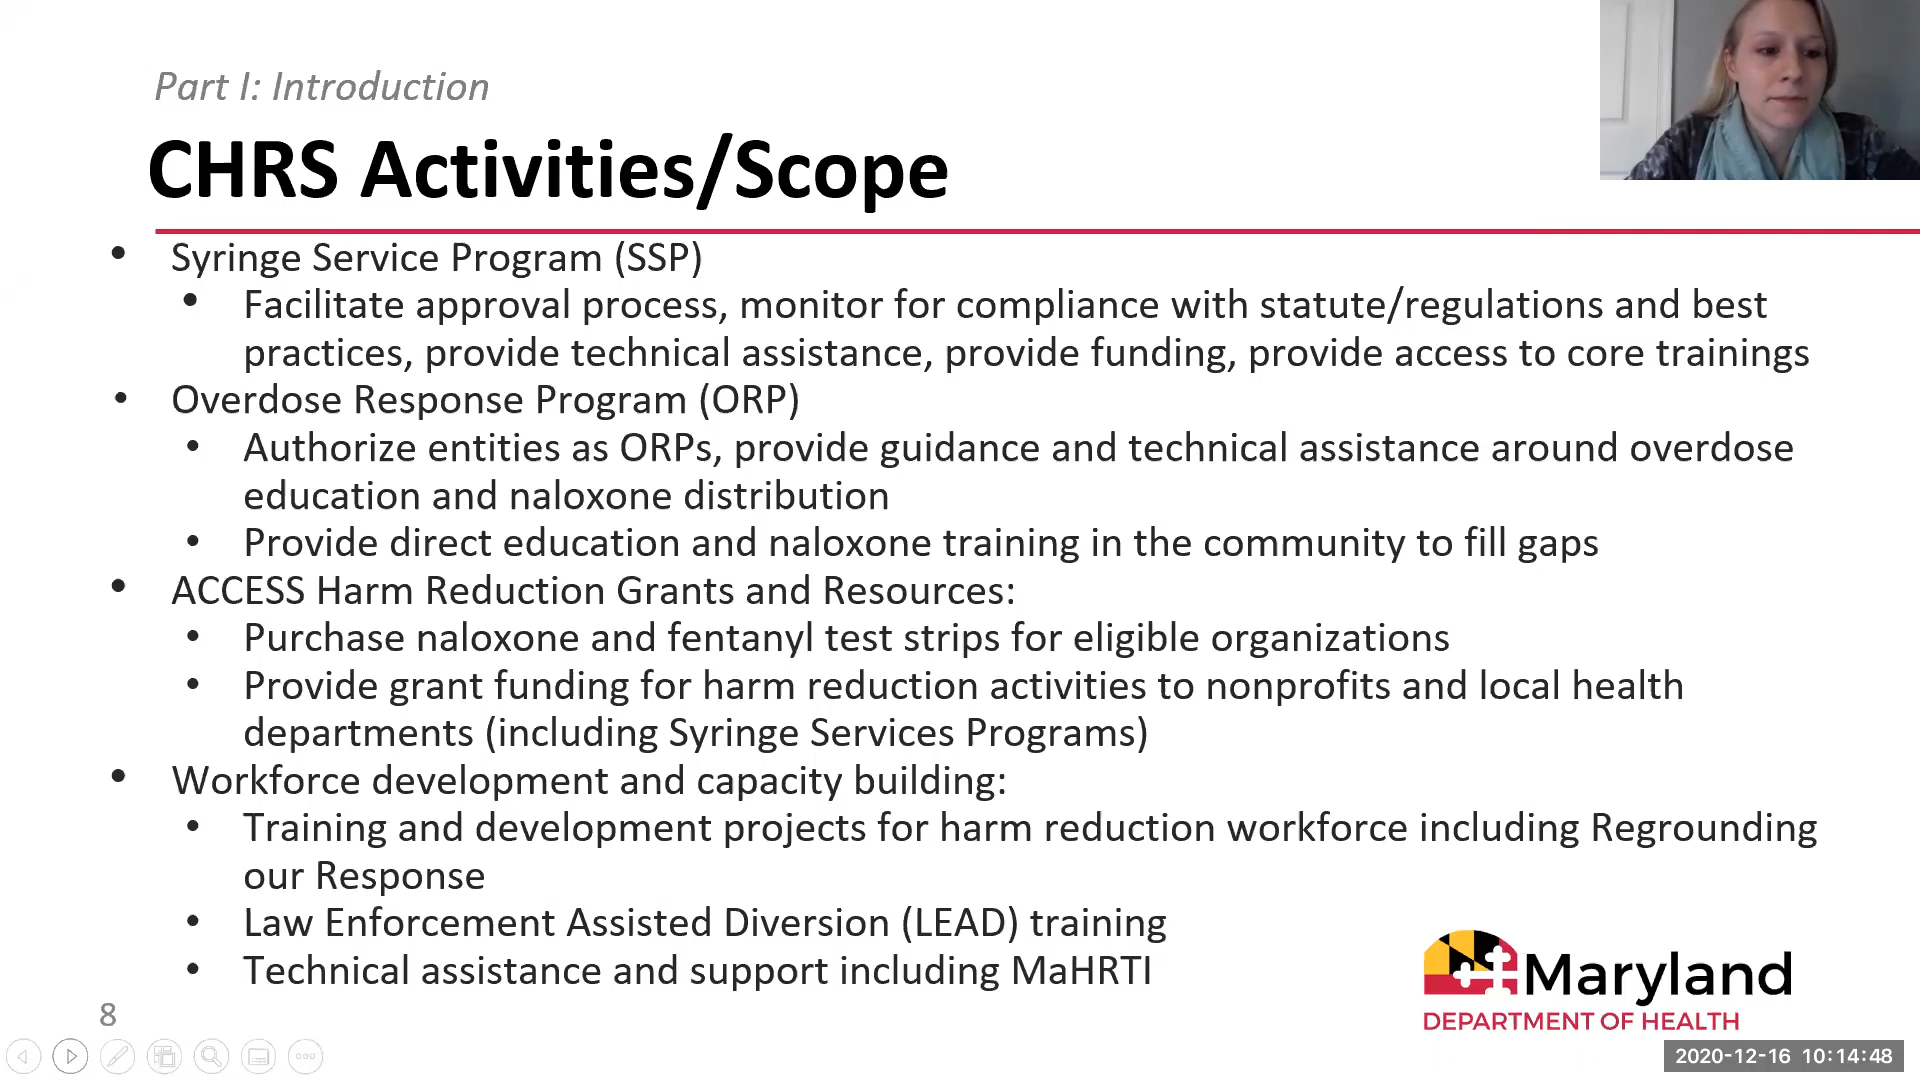 Part I: Introduction
CHRS Activities/Scope
• Syringe Service Program (SSP)
• Facilitate approval process, monitor for compliance with statute/regulations and best
practices, provide technical assistance, provide funding, provide access to core trainings
• Overdose Response Program (ORP)
• Authorize entities as ORPs, provide guidance and technical assistance around overdose
education and naloxone distribution
• Provide direct education and naloxone training in the community to fill gaps
• ACCESS Harm Reduction Grants and Resources:
• Purchase naloxone and fentanyl test strips for eligible organizations
• Provide grant funding for harm reduction activities to nonprofits and local health
departments (including Syringe Services Programs)
• Workforce development and capacity building:
• Training and development projects for harm reduction workforce including Regrounding
our Response
• Law Enforcement Assisted Diversion (LEAD) training
• Technical assistance and support including MaHRTI
8
Maryland
DEPARTMENT OF HEALTH
2020-12-16 10:14:48